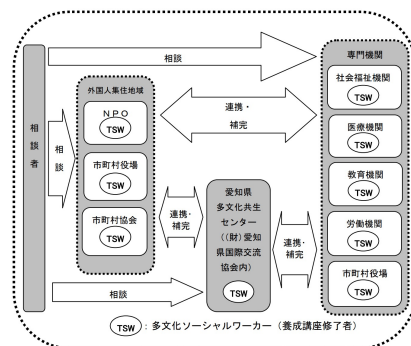 相談
専門機関
相談者
相談
外国人集住地域
NPO
TSW
市町村役場
TSW
市町村協会
TSW
連携・
補完
連携・
補完
愛知県
多文化共生
センター
((財)愛知
県国際交流
協会内)
TSW
連携・
補完
社会福祉機関
TSW
医療機関
TSW
教育機関
TSW
労働機関
TSW
市町村役場
TSW
相談
TSW：多文化ソーシャルワーカー（養成講座修了者）